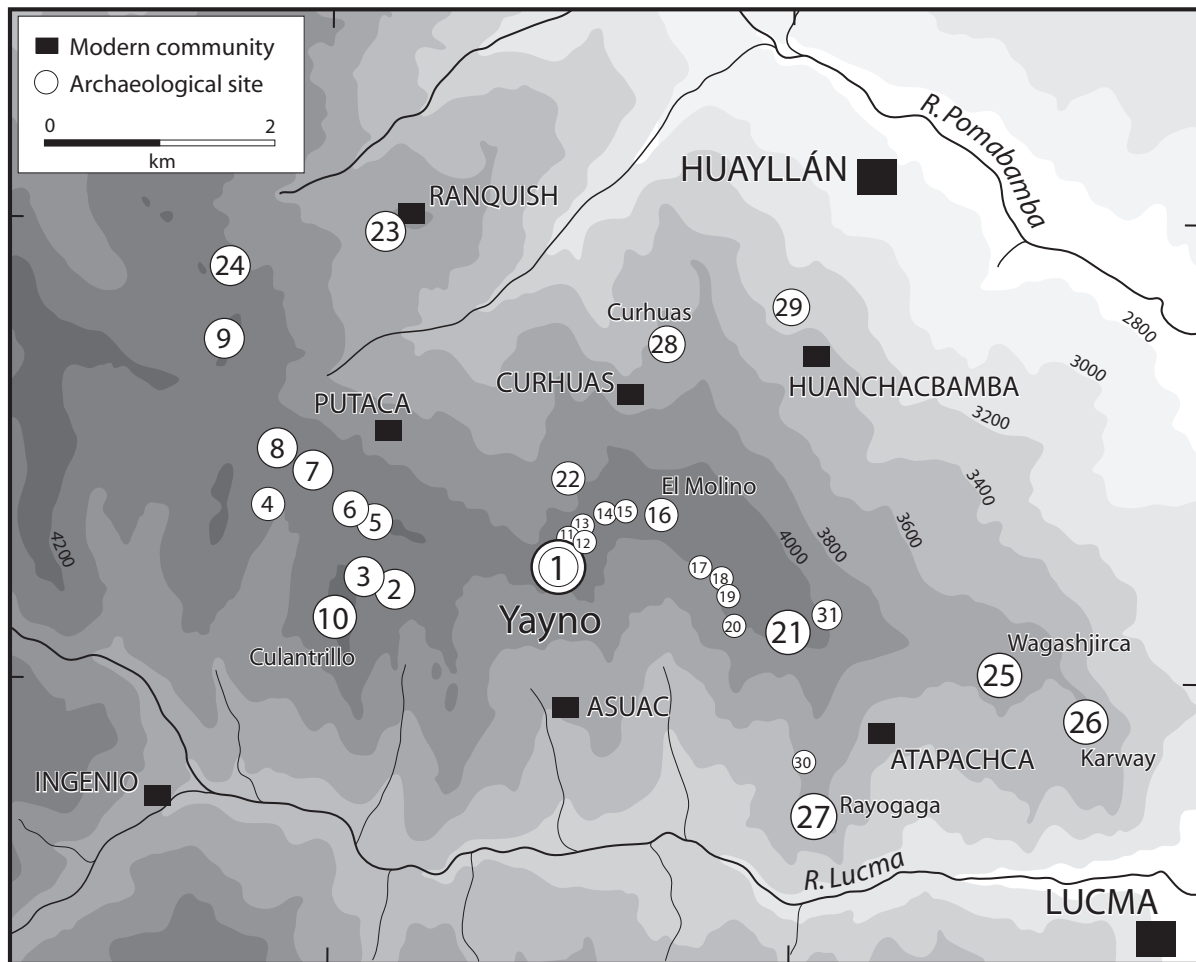 Modern community
Archaeological site
0 2
km
R. Pomabamba
HUAYLLÁN
RANQUISH
23
24
9
29
Curhuas
28
2800
3000
HUANCHACBAMBA
CURHUAS
PUTACA
3200
8
7
22
El Molino
3400
4
6
5
14
15
16
13
11
12
3600
4200
4000
3800
1
17
3
2
18
19
10
Yayno
20
21
31
Culantrillo
Wagashjirca
25
ASUAC
26
ATAPACHCA
Karway
30
INGENIO
27
Rayogaga
R. Lucma
LUCMA